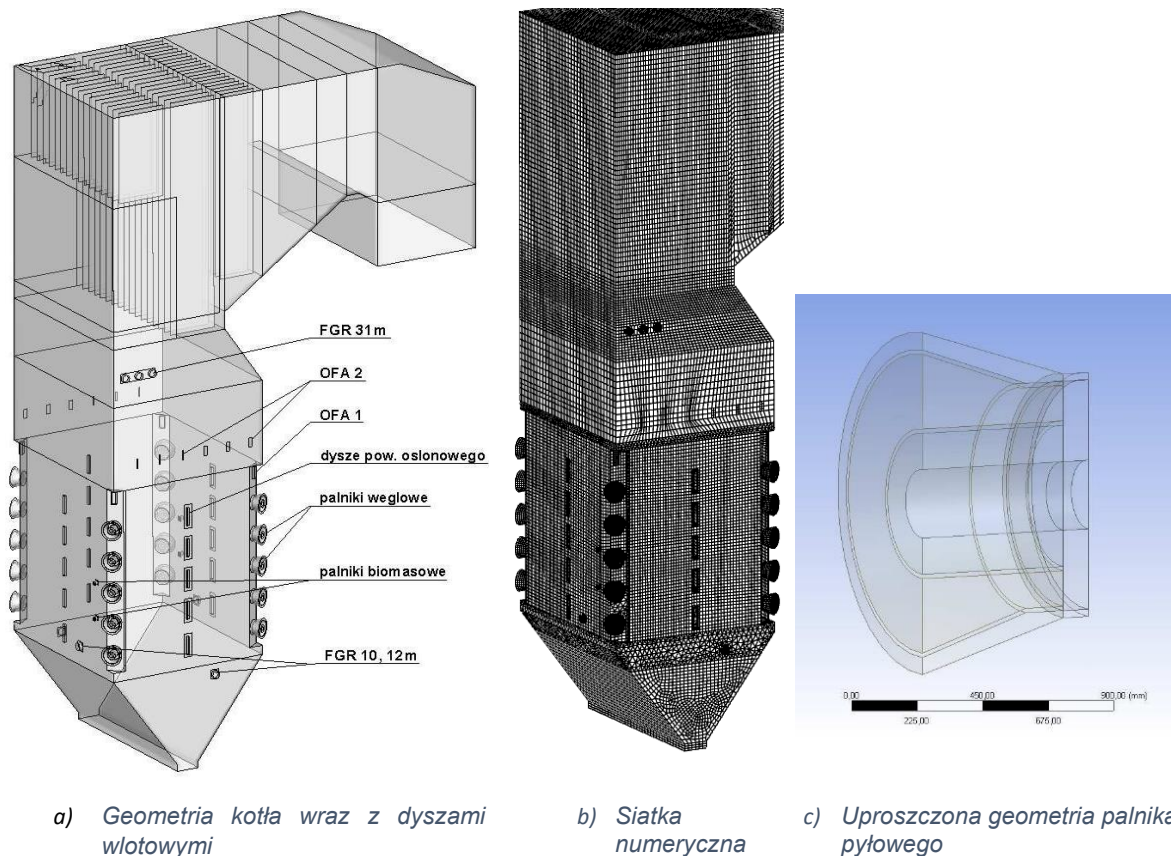 FGR 31m
OFA 2
OFA 1
dysze pow. oslonowego
palniki weglowe
palniki biomasowe
FGR 10, 12m
0,00
450,00
900,00 (mm)
225,00
675,00
a) Geometria kotła wraz z dyszami
wlotowymi
b) Siatka
numeryczna
c) Uproszczona geometria palnika
pyłowego